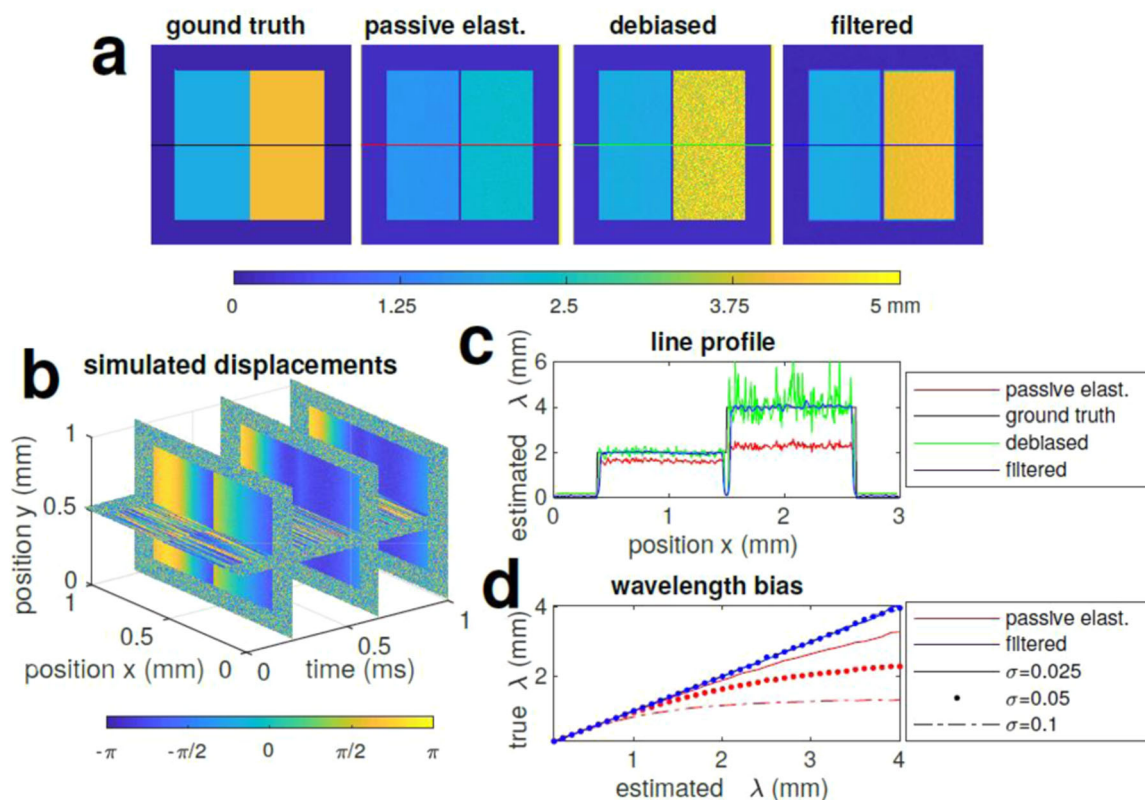 a
gound truth
passive elast.
debiased
filtered
0 1.25 2.5 3.75 5 mm
b
simulated displacements
position y (mm)
1
0.5
0
1
0.5
0
position x (mm)
0
0.5
1
time (ms)
-π -π/2 0 π/2 π
c
line profile
estimated λ (mm)
6
4
2
0
0 1 2 3
position x (mm)
passive elast.
ground truth
debiased
filtered
d
wavelength bias
true λ (mm)
4
2
1 2 3 4
estimated λ (mm)
passive elast.
filtered
σ=0.025
σ=0.05
σ=0.1